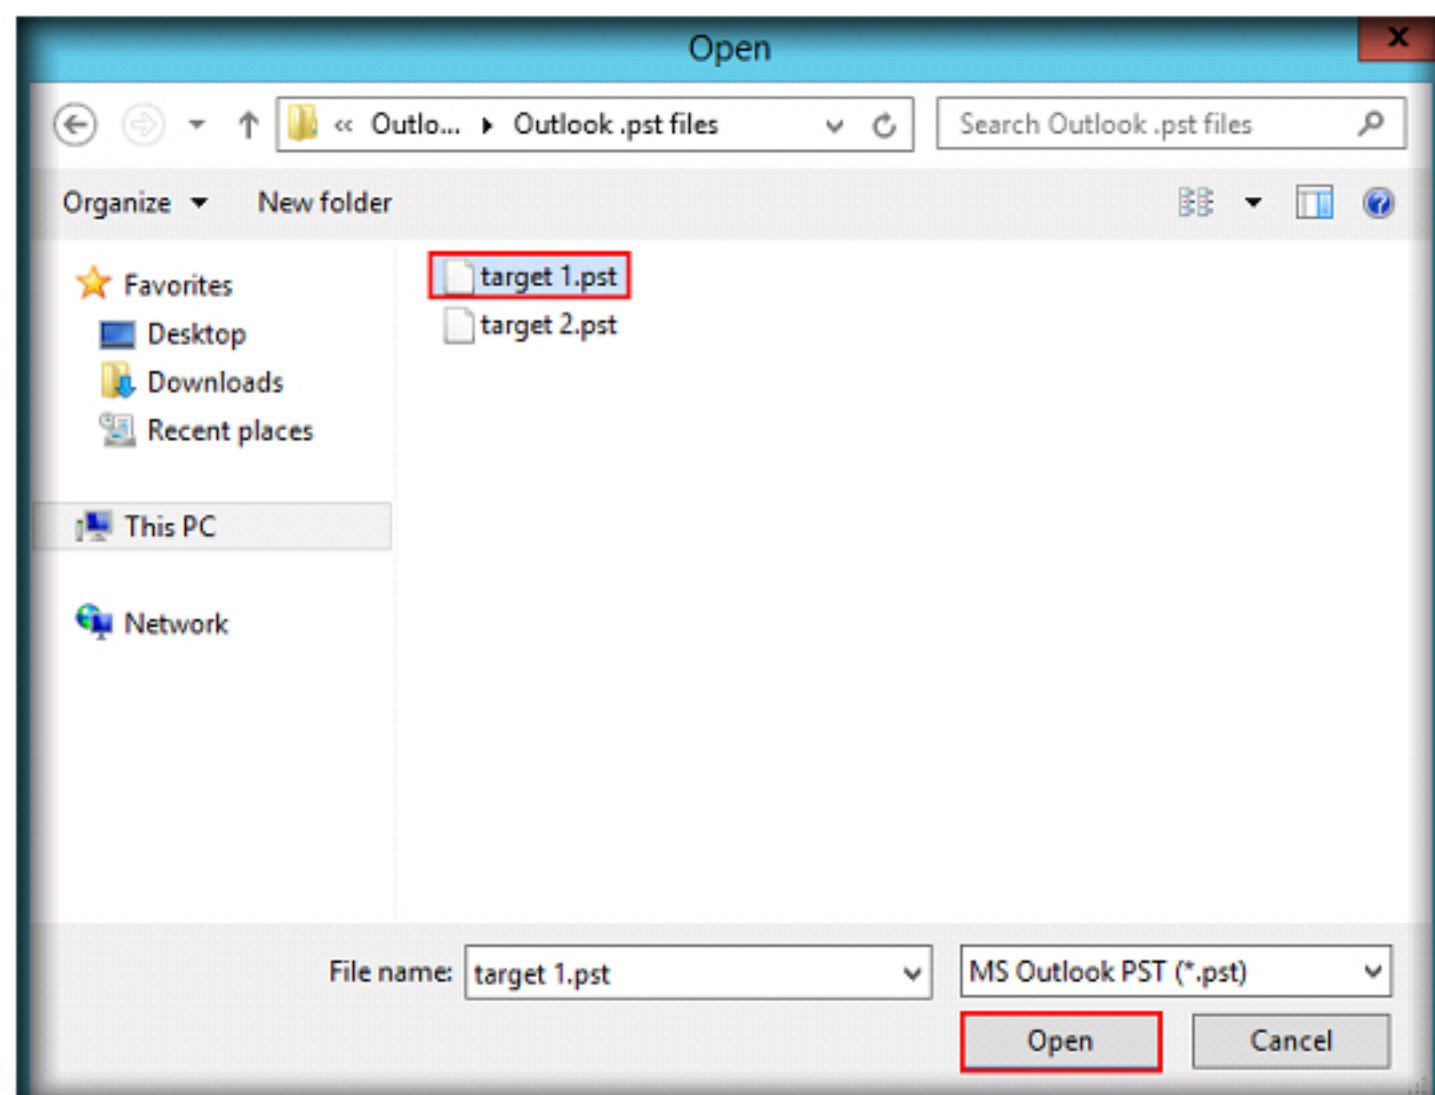 Open
x
« Outlo... ▸ Outlook .pst files
Search Outlook .pst files
Organize
New folder
Favorites
Desktop
Downloads
Recent places
This PC
Network
target 1.pst
target 2.pst
File name: target 1.pst
MS Outlook PST (*.pst)
Open
Cancel